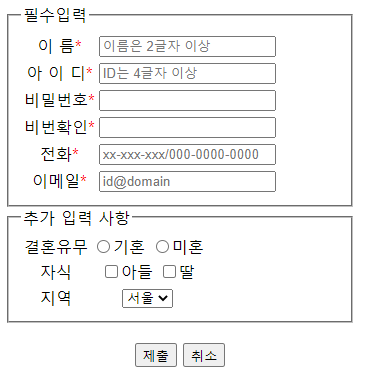 필수입력
이 름* 이름은 2글자 이상
아 이 디* ID는 4글자 이상
비밀번호*
비번확인*
전화* xx-xxx-xxx/000-0000-0000
이메일* id@domain
추가 입력 사항
결혼유무 기혼 미혼
자식 아들 딸
지역 서울
제출 취소